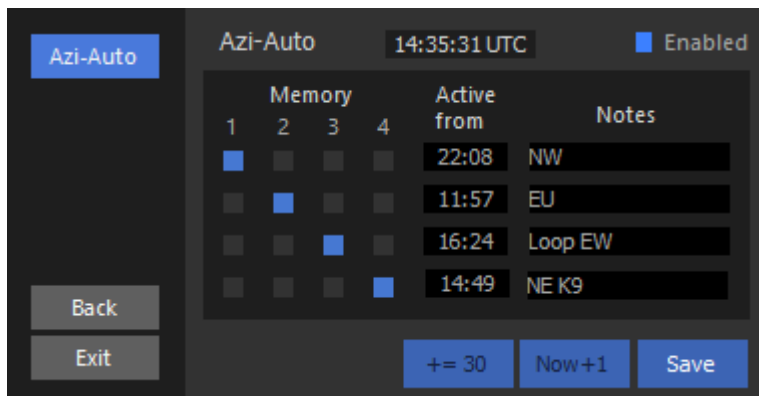 Azi-Auto
Azi-Auto 14:35:31 UTC Enabled
Memory Active from Notes
1 2 3 4
22:08 NW
11:57 EU
16:24 Loop EW
14:49 NE K9
Back
Exit
+= 30 Now+1 Save